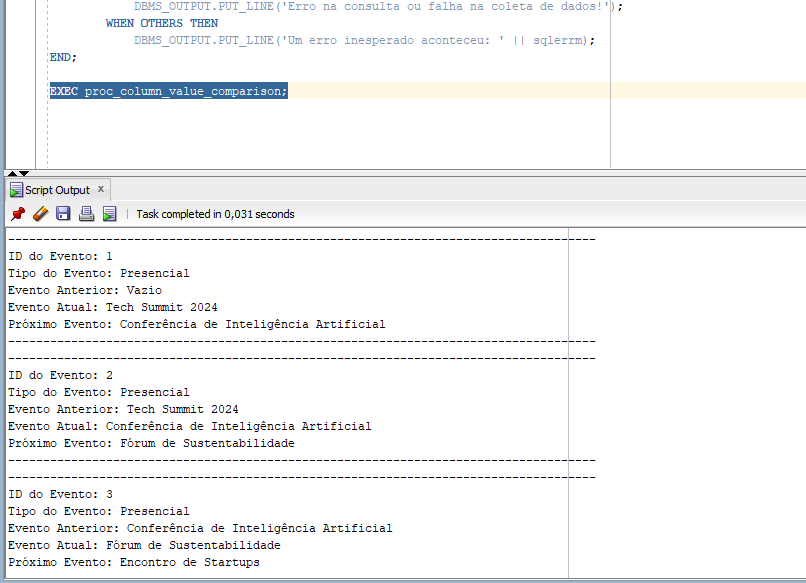 DBMS_OUTPUT.PUT_LINE('Erro na consulta ou falha na coleta de dados!');
WHEN OTHERS THEN
DBMS_OUTPUT.PUT_LINE('Um erro inesperado aconteceu: ' || sqlerrm);
END;
EXEC proc_column_value_comparison;
Script Output x
Task completed in 0,031 seconds
------------------------------------------------------------------------------------
ID do Evento: 1
Tipo do Evento: Presencial
Evento Anterior: Vazio
Evento Atual: Tech Summit 2024
Próximo Evento: Conferência de Inteligência Artificial
------------------------------------------------------------------------------------
------------------------------------------------------------------------------------
ID do Evento: 2
Tipo do Evento: Presencial
Evento Anterior: Tech Summit 2024
Evento Atual: Conferência de Inteligência Artificial
Próximo Evento: Fórum de Sustentabilidade
------------------------------------------------------------------------------------
------------------------------------------------------------------------------------
ID do Evento: 3
Tipo do Evento: Presencial
Evento Anterior: Conferência de Inteligência Artificial
Evento Atual: Fórum de Sustentabilidade
Próximo Evento: Encontro de Startups